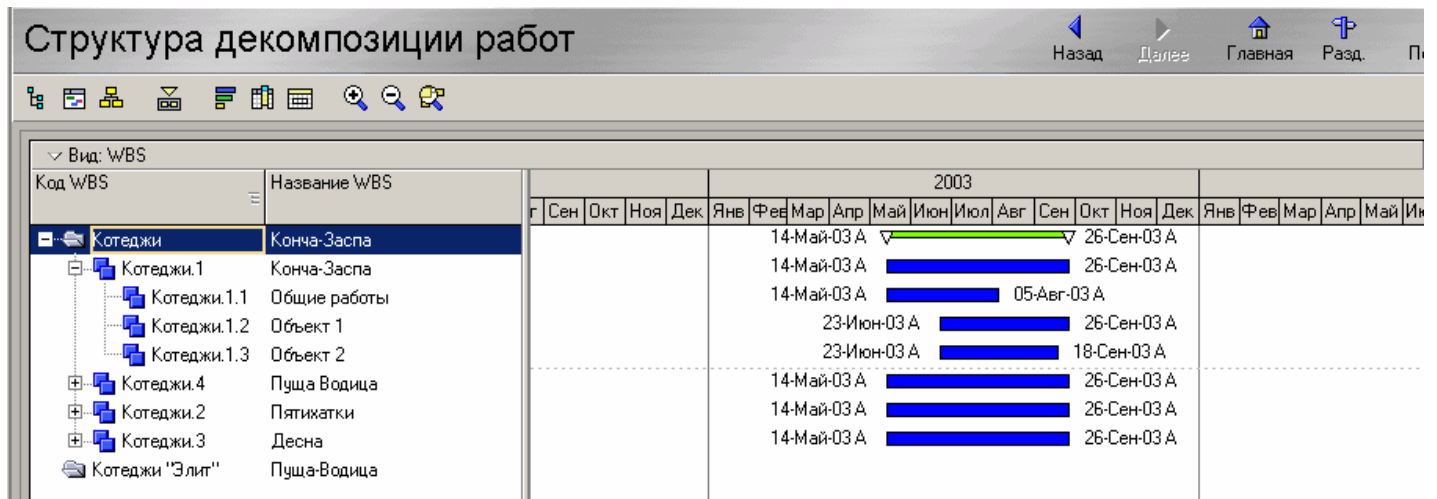 Структура декомпозиции работ
Назад Далее Главная Разд.
Вид: WBS
Код WBS Название WBS 2003
Сен Окт Ноя Дек Янв Фев Мар Апр Май Июн Июл Авг Сен Окт Ноя Дек Янв Фев Мар Апр Май
Котеджи Конча-Заспа 14-Май-03 A 26-Сен-03 A
Котеджи.1 Конча-Заспа 14-Май-03 A 26-Сен-03 A
Котеджи.1.1 Общие работы 14-Май-03 A 05-Авг-03 A
Котеджи.1.2 Объект 1 23-Июн-03 A 26-Сен-03 A
Котеджи.1.3 Объект 2 23-Июн-03 A 18-Сен-03 A
Котеджи.4 Пуща Водица 14-Май-03 A 26-Сен-03 A
Котеджи.2 Пятихатки 14-Май-03 A 26-Сен-03 A
Котеджи.3 Десна 14-Май-03 A 26-Сен-03 A
Котеджи "Элит" Пуща-Водица